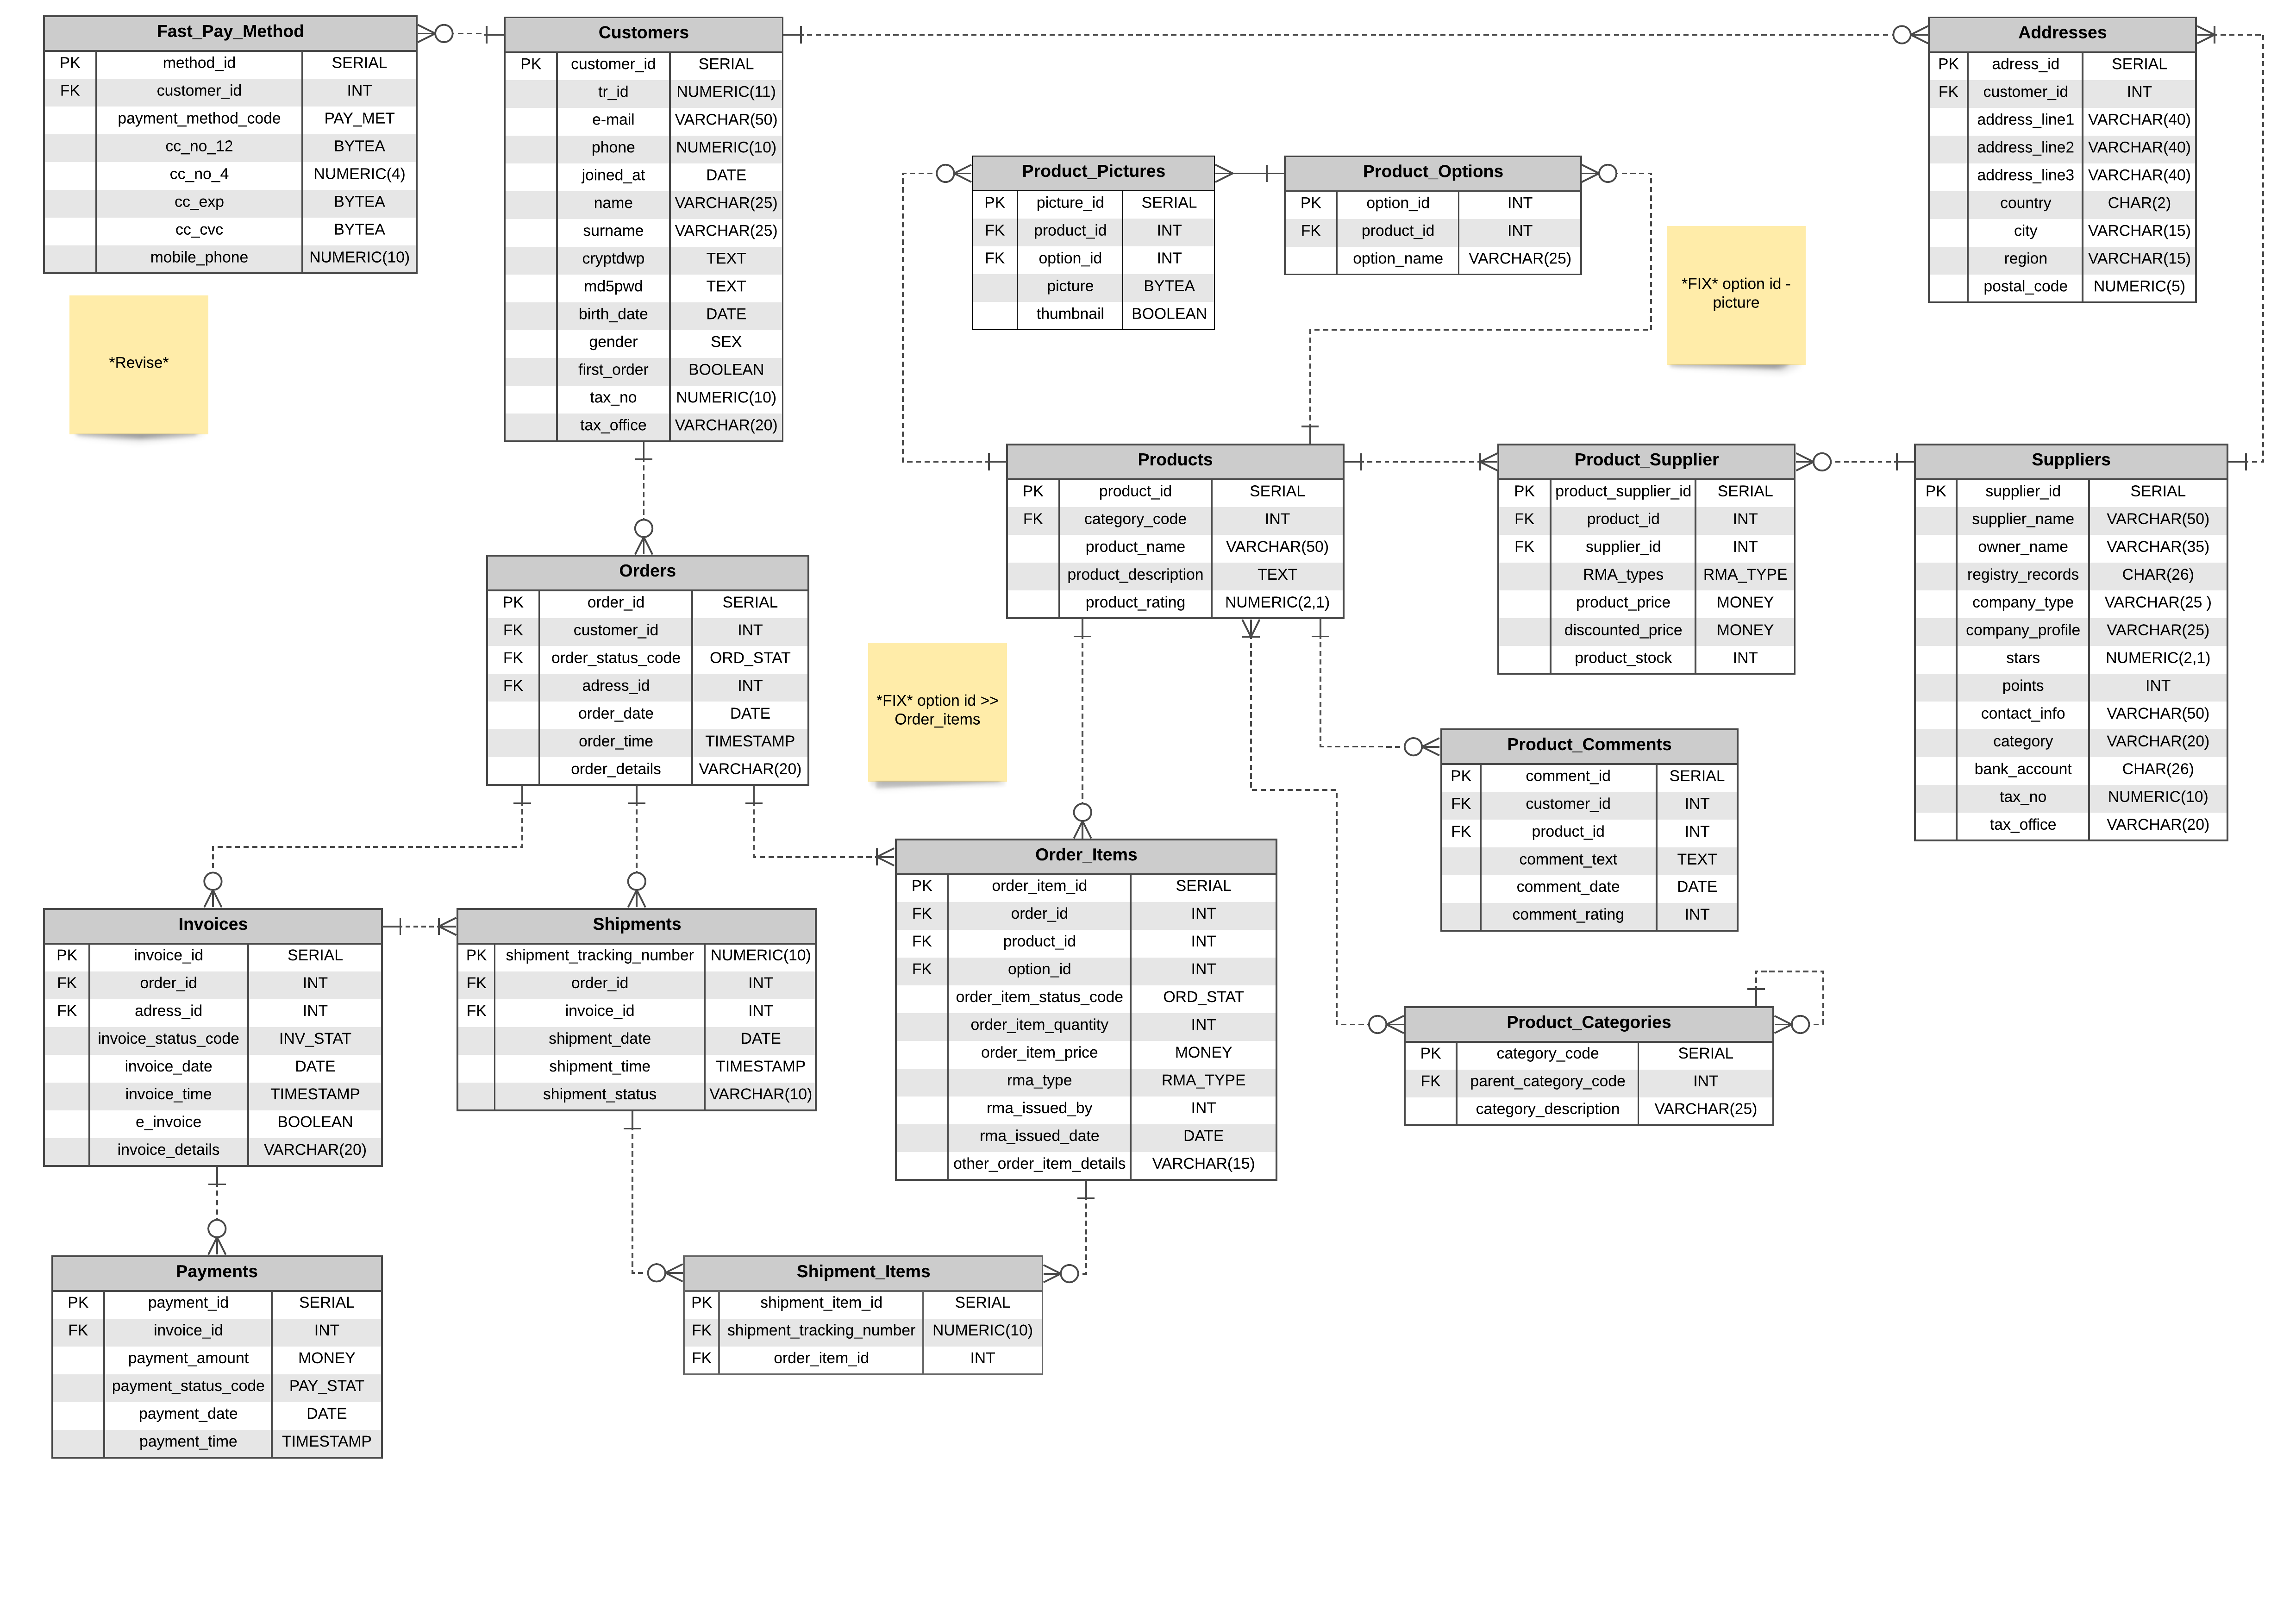 Fast_Pay_Method
PK method_id SERIAL
FK customer_id INT
payment_method_code PAY_MET
cc_no_12 BYTEA
cc_no_4 NUMERIC(4)
cc_exp BYTEA
cc_cvc BYTEA
mobile_phone NUMERIC(10)
*Revise*
Customers
PK customer_id SERIAL
tr_id NUMERIC(11)
e-mail VARCHAR(50)
phone NUMERIC(10)
joined_at DATE
name VARCHAR(25)
surname VARCHAR(25)
cryptdwp TEXT
md5pwd TEXT
birth_date DATE
gender SEX
first_order BOOLEAN
tax_no NUMERIC(10)
tax_office VARCHAR(20)
Addresses
PK adress_id SERIAL
FK customer_id INT
address_line1 VARCHAR(40)
address_line2 VARCHAR(40)
address_line3 VARCHAR(40)
country CHAR(2)
city VARCHAR(15)
region VARCHAR(15)
postal_code NUMERIC(5)
Product_Pictures
PK picture_id SERIAL
FK product_id INT
FK option_id INT
picture BYTEA
thumbnail BOOLEAN
Product_Options
PK option_id INT
FK product_id INT
option_name VARCHAR(25)
*FIX* option id -
picture
Products
PK product_id SERIAL
FK category_code INT
product_name VARCHAR(50)
product_description TEXT
product_rating NUMERIC(2,1)
Product_Supplier
PK product_supplier_id SERIAL
FK product_id INT
FK supplier_id INT
RMA_types RMA_TYPE
product_price MONEY
discounted_price MONEY
product_stock INT
Suppliers
PK supplier_id SERIAL
supplier_name VARCHAR(50)
owner_name VARCHAR(35)
registry_records CHAR(26)
company_type VARCHAR(25 )
company_profile VARCHAR(25)
stars NUMERIC(2,1)
points INT
contact_info VARCHAR(50)
category VARCHAR(20)
bank_account CHAR(26)
tax_no NUMERIC(10)
tax_office VARCHAR(20)
Orders
PK order_id SERIAL
FK customer_id INT
FK order_status_code ORD_STAT
FK adress_id INT
order_date DATE
order_time TIMESTAMP
order_details VARCHAR(20)
*FIX* option id >>
Order_items
Product_Comments
PK comment_id SERIAL
FK customer_id INT
FK product_id INT
comment_text TEXT
comment_date DATE
comment_rating INT
Order_Items
PK order_item_id SERIAL
FK order_id INT
FK product_id INT
FK option_id INT
order_item_status_code ORD_STAT
order_item_quantity INT
order_item_price MONEY
rma_type RMA_TYPE
rma_issued_by INT
rma_issued_date DATE
other_order_item_details VARCHAR(15)
Invoices
PK invoice_id SERIAL
FK order_id INT
FK adress_id INT
invoice_status_code INV_STAT
invoice_date DATE
invoice_time TIMESTAMP
e_invoice BOOLEAN
invoice_details VARCHAR(20)
Shipments
PK shipment_tracking_number NUMERIC(10)
FK order_id INT
FK invoice_id INT
shipment_date DATE
shipment_time TIMESTAMP
shipment_status VARCHAR(10)
Product_Categories
PK category_code SERIAL
FK parent_category_code INT
category_description VARCHAR(25)
Payments
PK payment_id SERIAL
FK invoice_id INT
payment_amount MONEY
payment_status_code PAY_STAT
payment_date DATE
payment_time TIMESTAMP
Shipment_Items
PK shipment_item_id SERIAL
FK shipment_tracking_number NUMERIC(10)
FK order_item_id INT